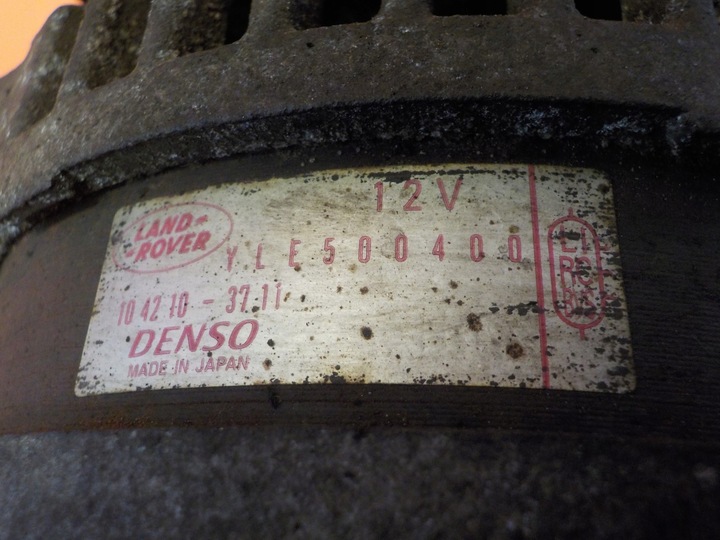 12V
LAND-
-ROVER
YLE500400
104210-3711
DENSO
MADE IN JAPAN